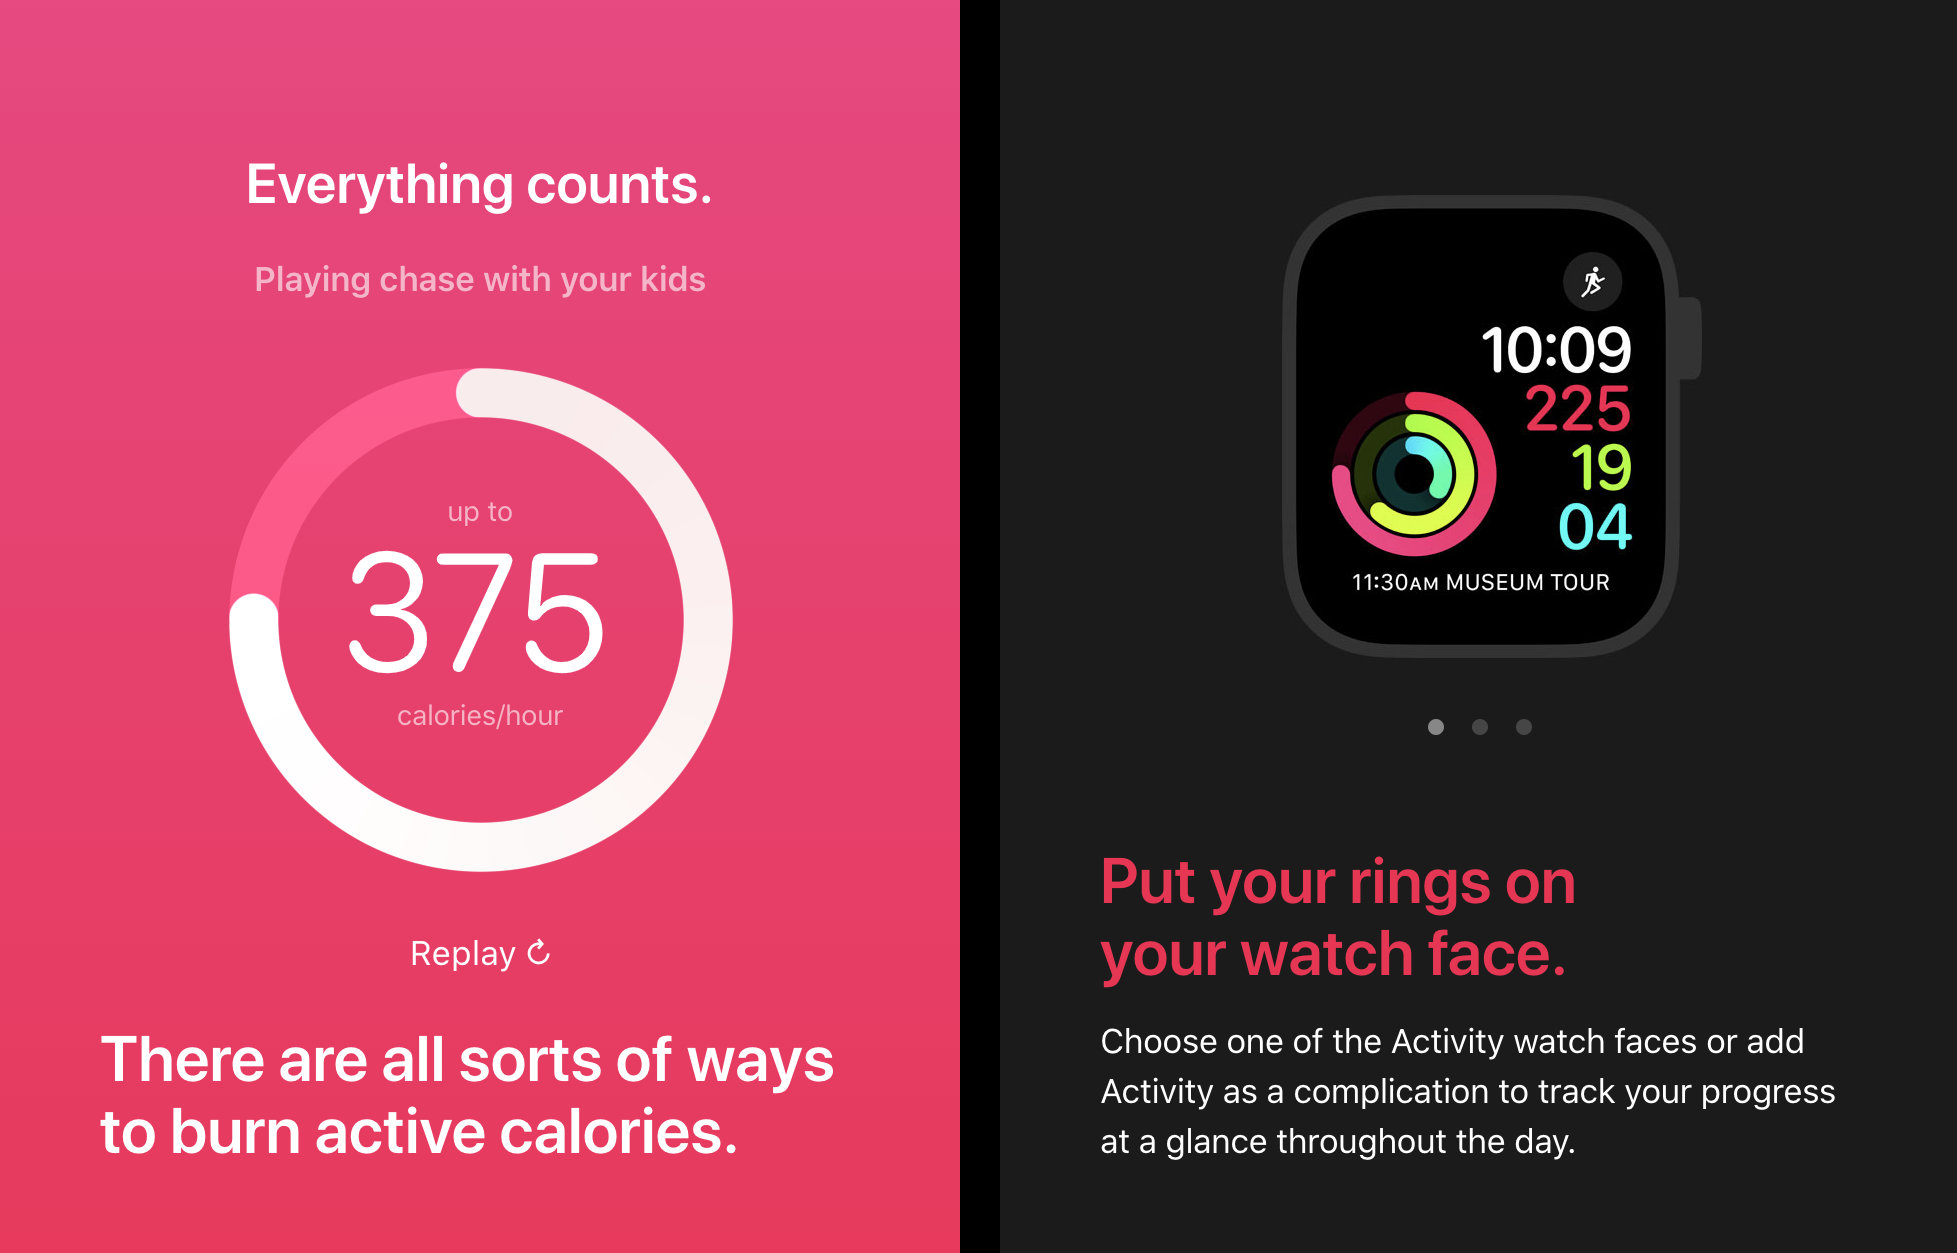 Everything counts.
Playing chase with your kids
up to
375
calories/hour
Replay
There are all sorts of ways
to burn active calories.
10:09
225
19
04
11:30AM MUSEUM TOUR
Put your rings on
your watch face.
Choose one of the Activity watch faces or add
Activity as a complication to track your progress
at a glance throughout the day.